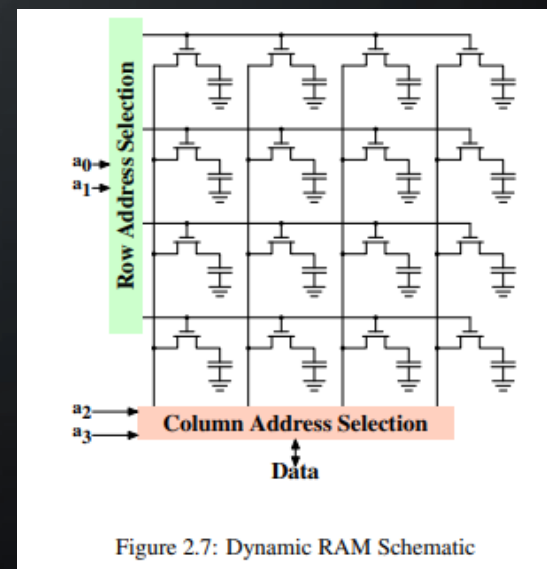 Row Address Selection
a0
a1
a2
a3
Column Address Selection
Data
Figure 2.7: Dynamic RAM Schematic